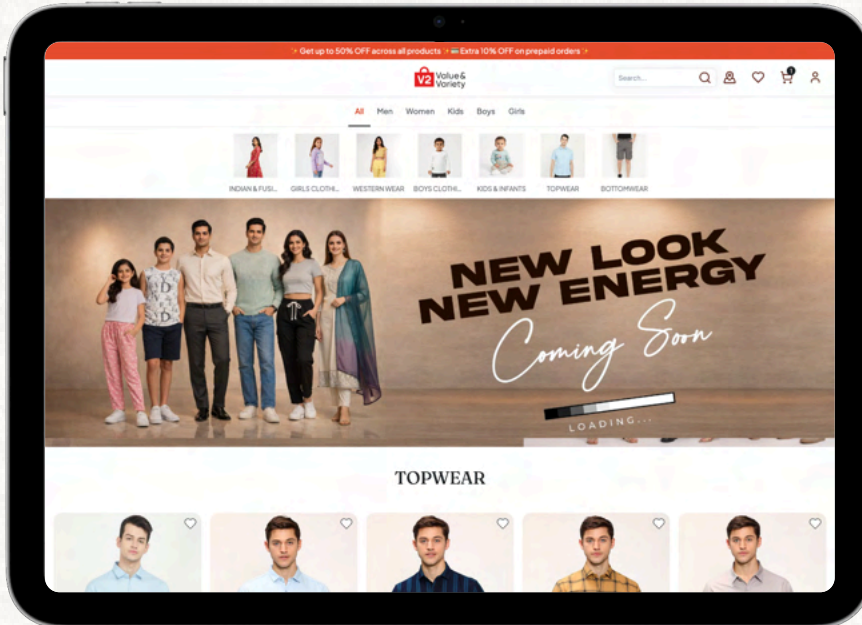 Get up to 50% OFF across all products
Extra 10% OFF on prepaid orders
V2 Value &
Variety
Search...
1
All Men Women Kids Boys Girls
INDIAN & FUSI... GIRLS CLOTHI... WESTERN WEAR BOYS CLOTHI... KIDS & INFANTS TOPWEAR BOTTOMWEAR
NEW LOOK
NEW ENERGY
Coming Soon
LOADING...
TOPWEAR